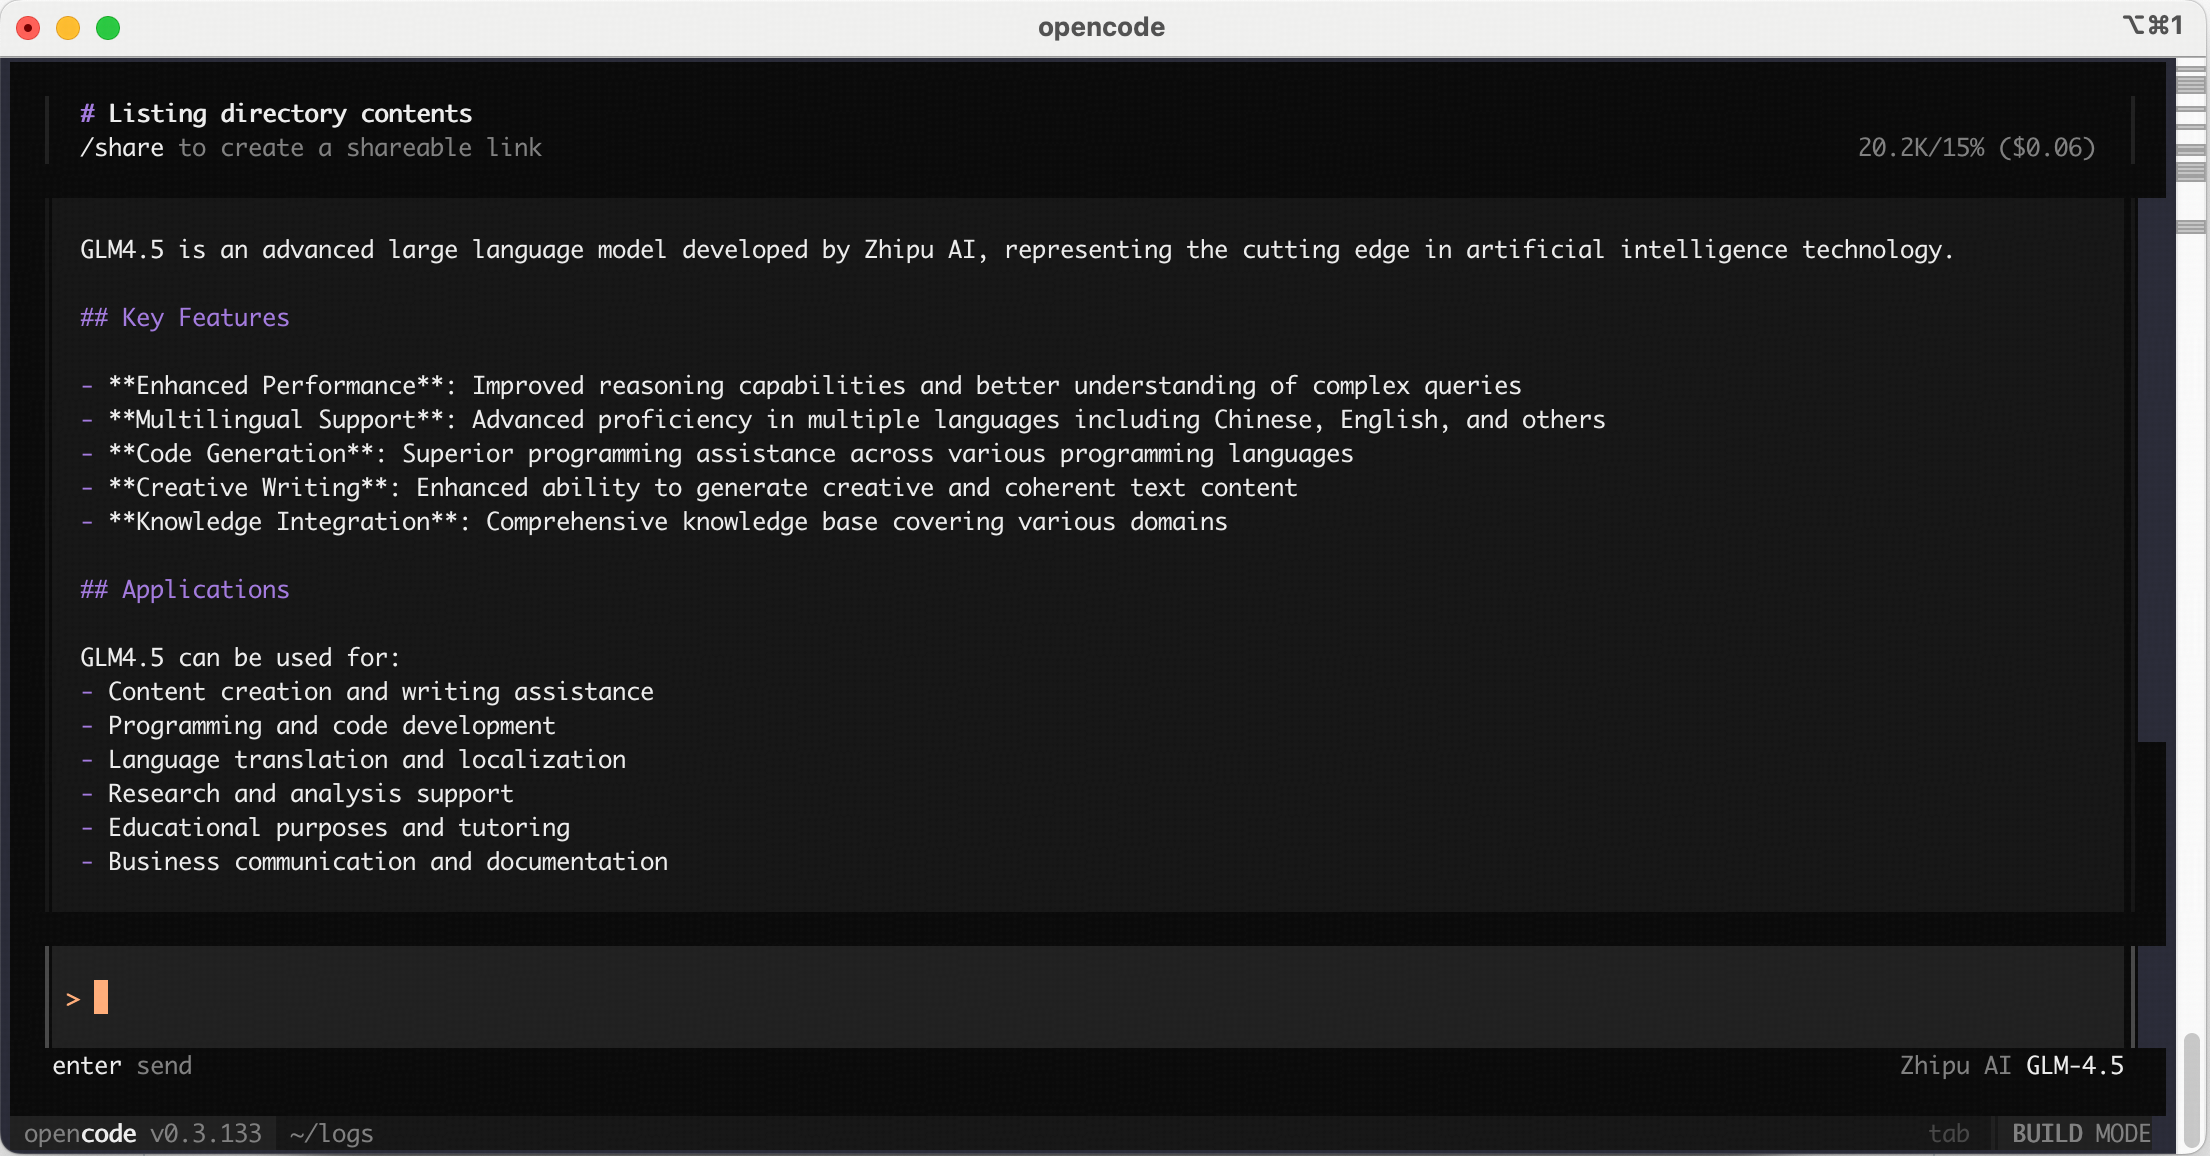 opencode
⌥⌘1
# Listing directory contents
/share to create a shareable link
20.2K/15% ($0.06)
GLM4.5 is an advanced large language model developed by Zhipu AI, representing the cutting edge in artificial intelligence technology.
## Key Features
- **Enhanced Performance**: Improved reasoning capabilities and better understanding of complex queries
- **Multilingual Support**: Advanced proficiency in multiple languages including Chinese, English, and others
- **Code Generation**: Superior programming assistance across various programming languages
- **Creative Writing**: Enhanced ability to generate creative and coherent text content
- **Knowledge Integration**: Comprehensive knowledge base covering various domains
## Applications
GLM4.5 can be used for:
- Content creation and writing assistance
- Programming and code development
- Language translation and localization
- Research and analysis support
- Educational purposes and tutoring
- Business communication and documentation
>
enter send
Zhipu AI GLM-4.5
opencode v0.3.133 ~/logs
tab BUILD MODE